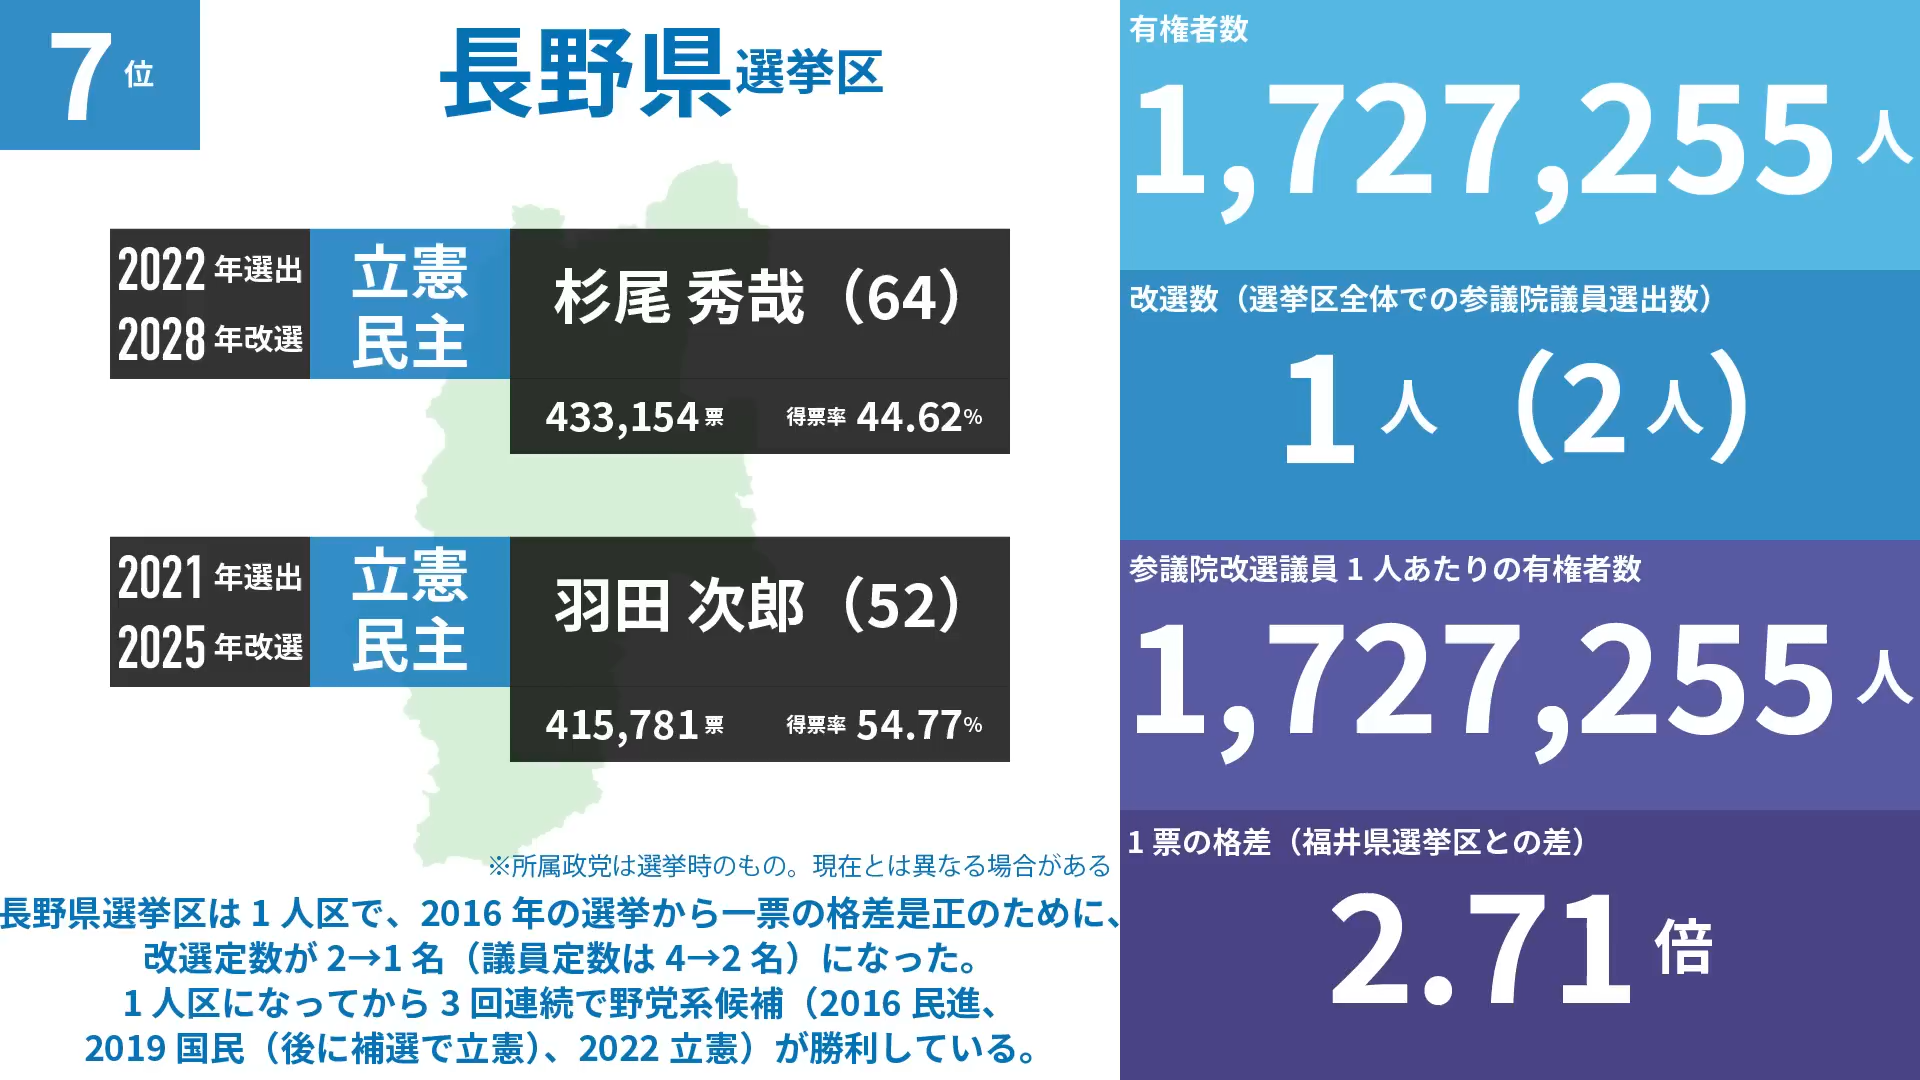 7位
長野県選挙区
2022年選出
2028年改選
立憲
民主
杉尾 秀哉（64）
433,154票 得票率 44.62%
2021年選出
2025年改選
立憲
民主
羽田 次郎（52）
415,781票 得票率 54.77%
※所属政党は選挙時のもの。現在とは異なる場合がある
長野県選挙区は1人区で、2016年の選挙から一票の格差是正のために、
改選定数が2→1名（議員定数は4→2名）になった。
1人区になってから3回連続で野党系候補（2016民進、
2019国民（後に補選で立憲）、2022立憲）が勝利している。
有権者数
1,727,255人
改選数（選挙区全体での参議院議員選出数）
1人（2人）
参議院改選議員1人あたりの有権者数
1,727,255人
1票の格差（福井県選挙区との差）
2.71倍